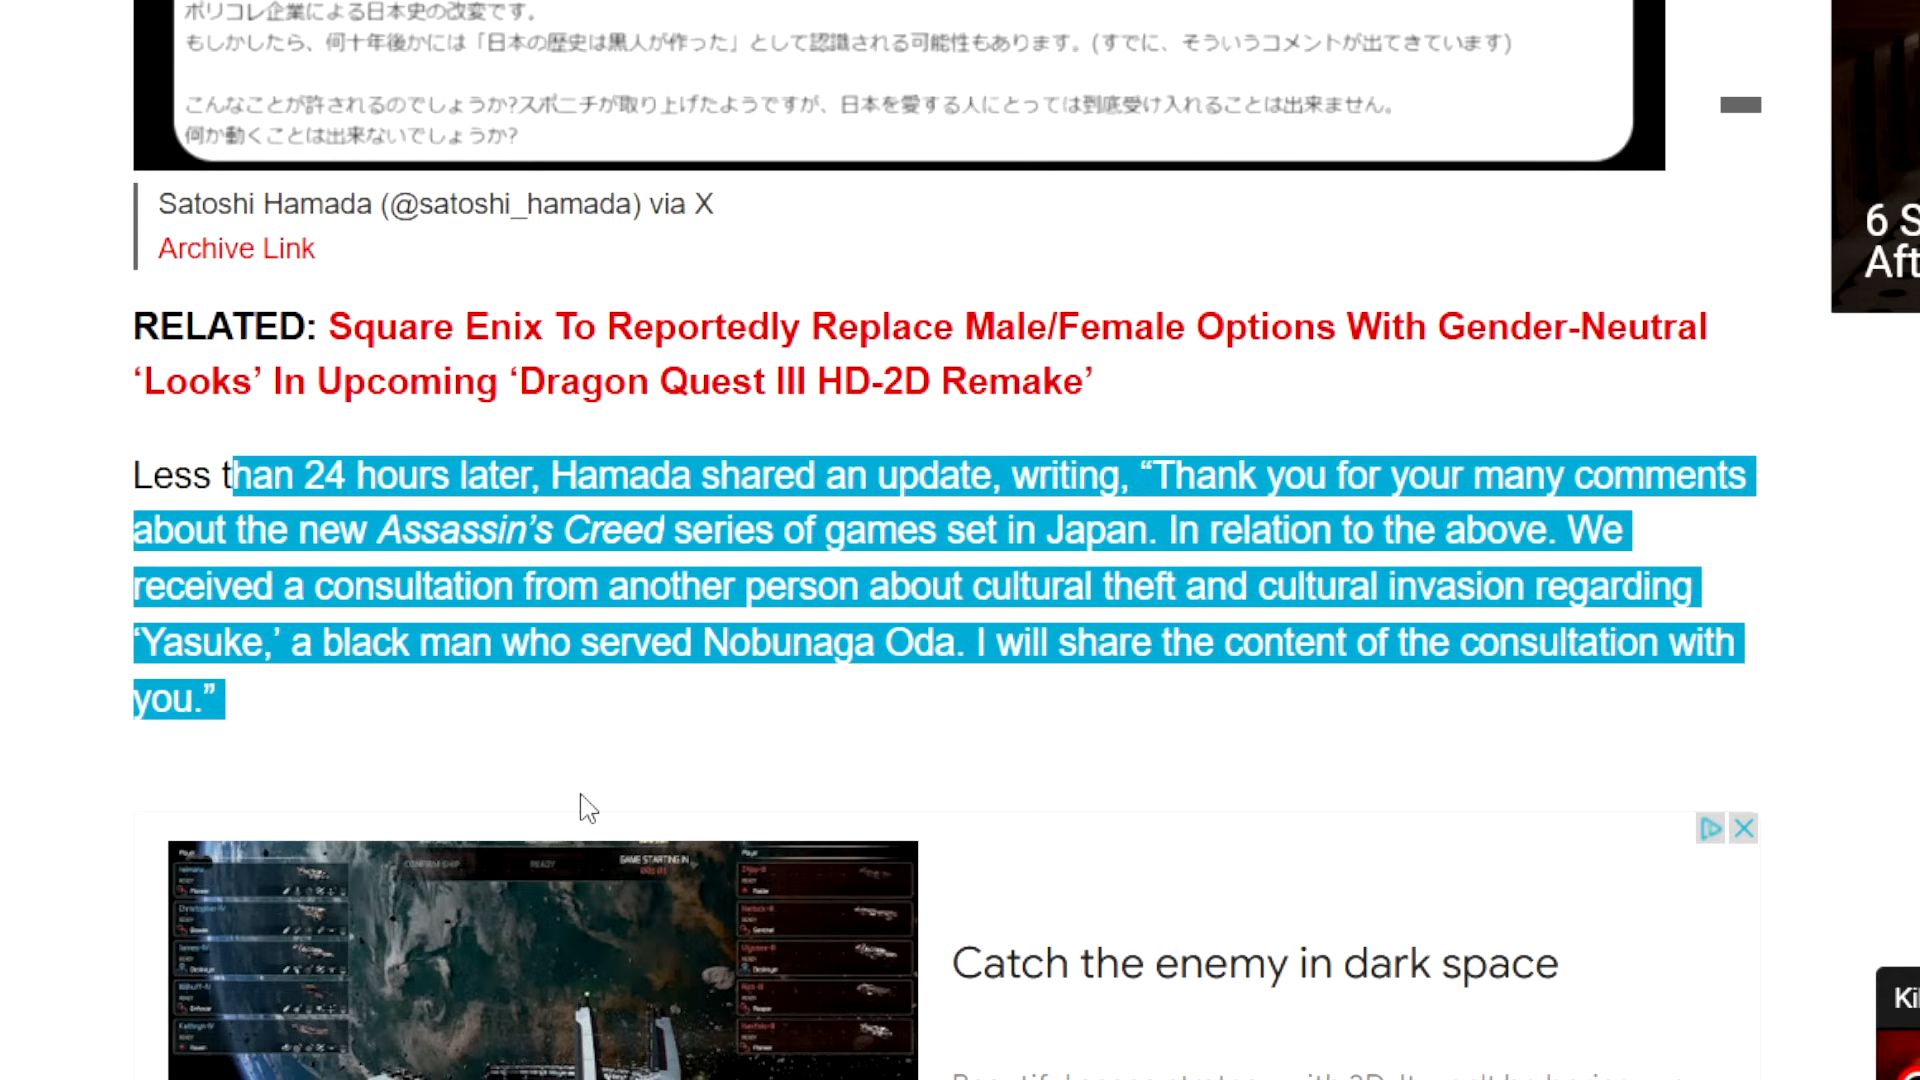 ポリコレ企業による日本史の改変です。
もしかしたら、何十年後かには「日本の歴史は黒人が作った」として認識される可能性もあります。(すでに、そういうコメントが出てきています)
こんなことが許されるのでしょうか?スポニチが取り上げたようですが、日本を愛する人にとっては到底受け入れることは出来ません。
何か動くことは出来ないでしょうか?
Satoshi Hamada (@satoshi_hamada) via X
Archive Link
RELATED: Square Enix To Reportedly Replace Male/Female Options With Gender-Neutral
‘Looks’ In Upcoming ‘Dragon Quest III HD-2D Remake’
Less than 24 hours later, Hamada shared an update, writing, “Thank you for your many comments
about the new Assassin’s Creed series of games set in Japan. In relation to the above. We
received a consultation from another person about cultural theft and cultural invasion regarding
‘Yasuke,’ a black man who served Nobunaga Oda. I will share the content of the consultation with
you.”
6 S
Aft
CONFIRM SHIP
READY
GAME STARTING IN
Catch the enemy in dark space
Ki